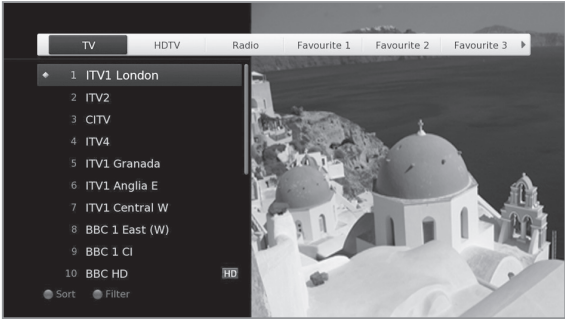 TV HDTV Radio Favourite 1 Favourite 2 Favourite 3
1 ITV1 London
2 ITV2
3 CITV
4 ITV4
5 ITV1 Granada
6 ITV1 Anglia E
7 ITV1 Central W
8 BBC 1 East (W)
9 BBC 1 CI
10 BBC HD HD
Sort Filter